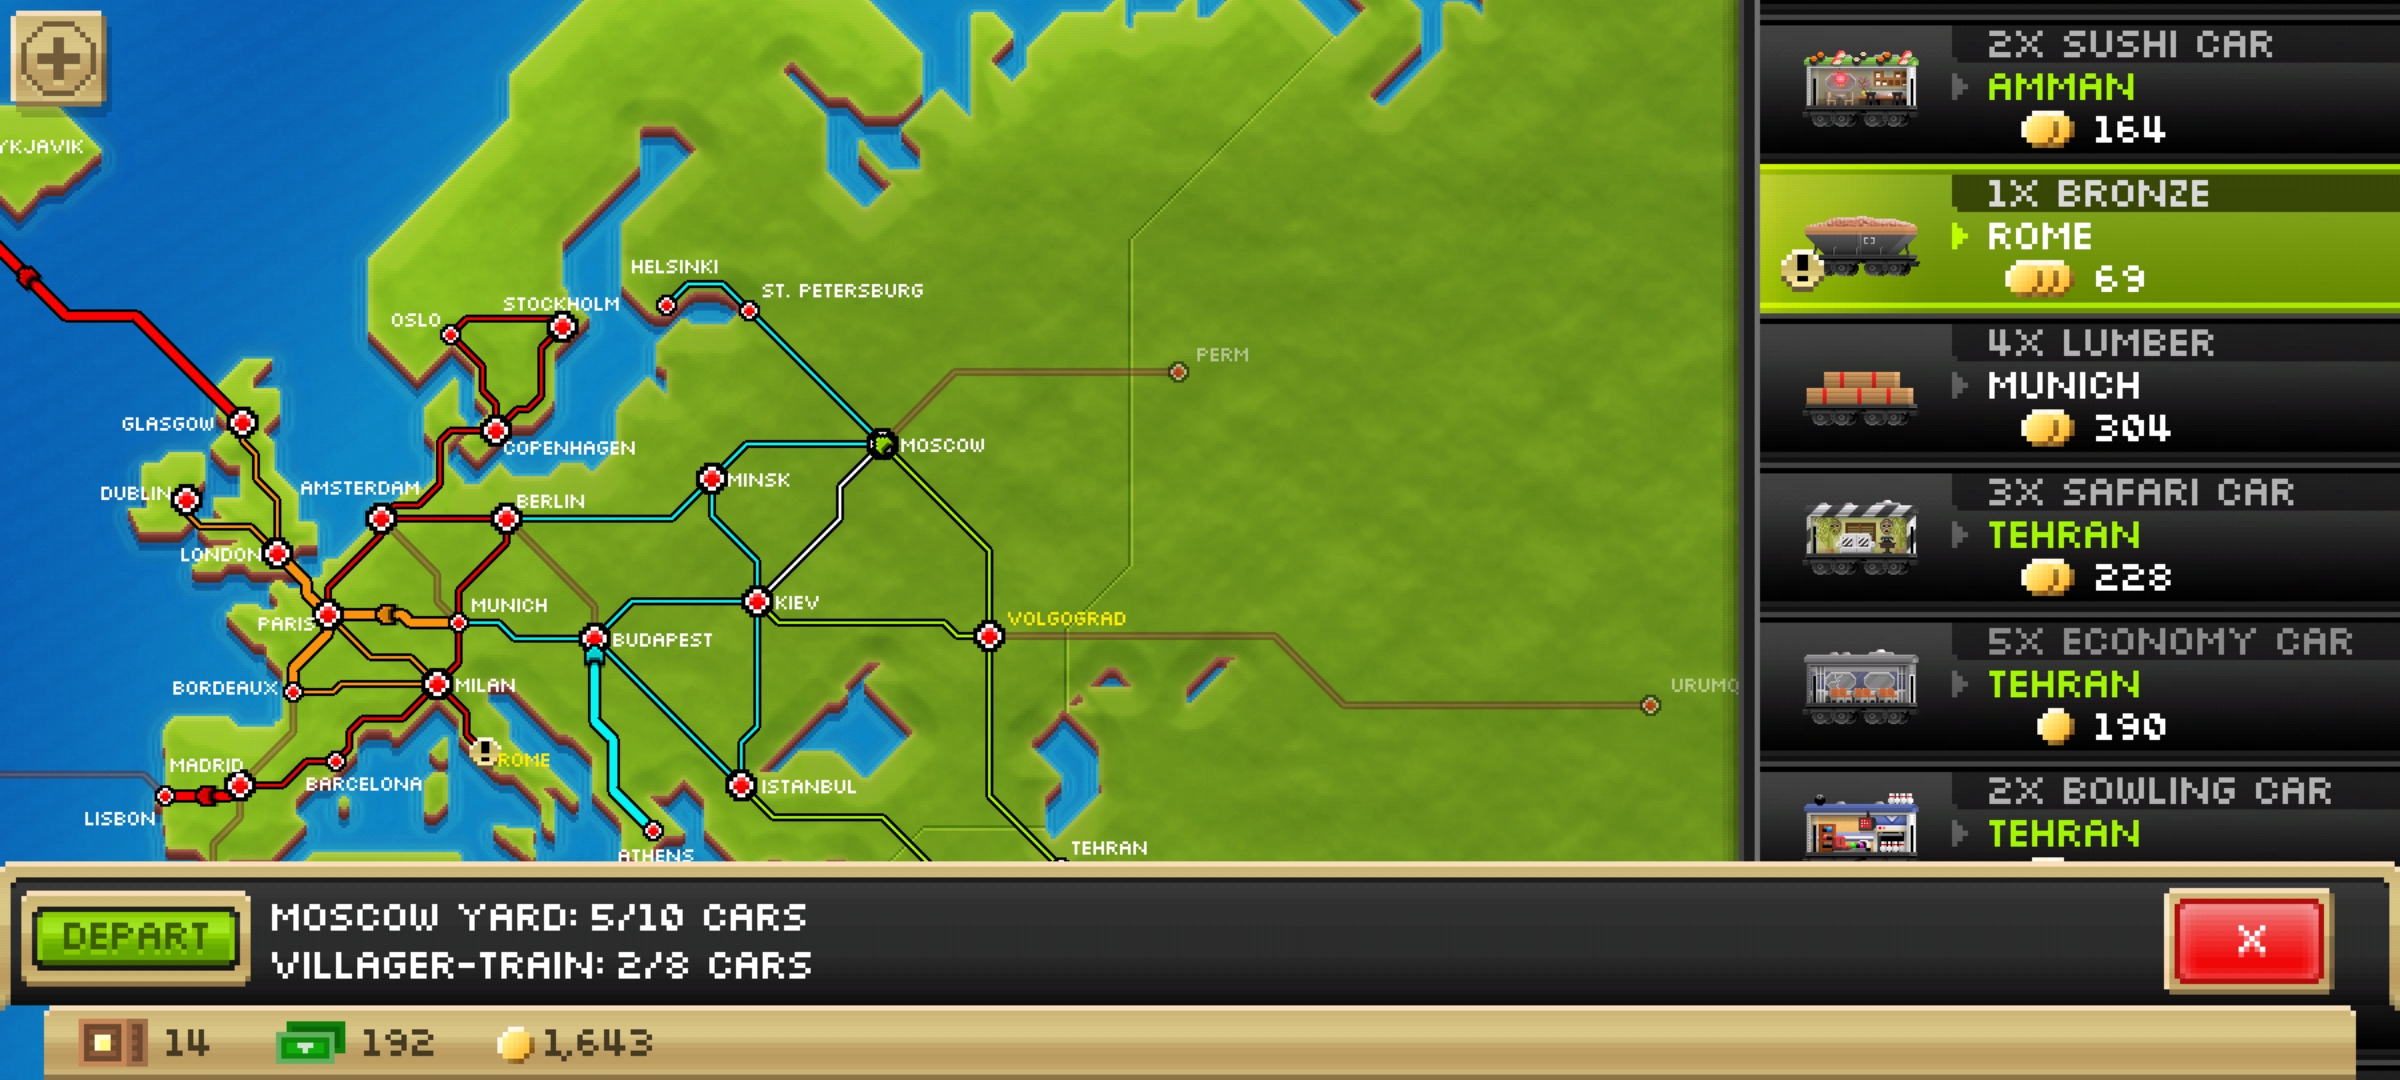 YKJAVIK
HELSINKI
ST. PETERSBURG
STOCKHOLM
OSLO
PERM
GLASGOW
COPENHAGEN
MOSCOW
MINSK
AMSTERDAM
DUBLIN
BERLIN
LONDON
MUNICH
KIEV
PARIS
VOLGOGRAD
BUDAPEST
BORDEAUX
MILAN
URUMQ
MADRID
ROME
BARCELONA
ISTANBUL
LISBON
ATHENS
TEHRAN
2X SUSHI CAR
AMMAN
164
1X BRONZE
ROME
69
4X LUMBER
MUNICH
304
3X SAFARI CAR
TEHRAN
228
5X ECONOMY CAR
TEHRAN
190
2X BOWLING CAR
TEHRAN
DEPART
MOSCOW YARD: 5/10 CARS
VILLAGER-TRAIN: 2/8 CARS
X
14
192
1,643